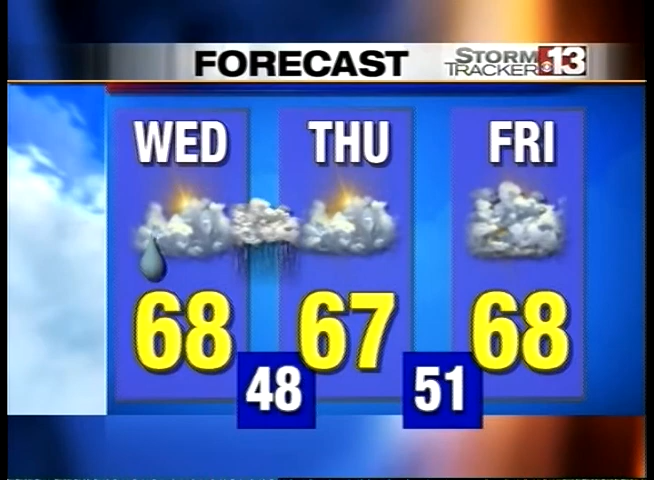 FORECAST
STORM
TRACKER 13
WED THU FRI
68 67 68
48 51